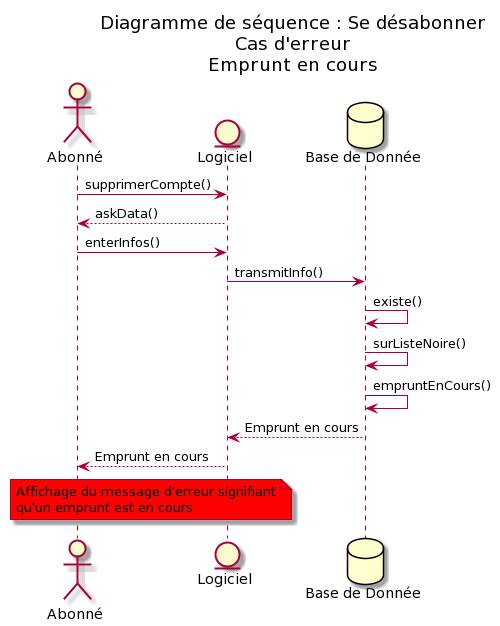 Diagramme de séquence : Se désabonner
Cas d'erreur
Emprunt en cours
Abonné
Logiciel
Base de Donnée
supprimerCompte()
askData()
enterInfos()
transmitInfo()
existe()
surListeNoire()
empruntEnCours()
Emprunt en cours
Emprunt en cours
Affichage du message d'erreur signifiant
qu'un emprunt est en cours
Abonné
Logiciel
Base de Donnée